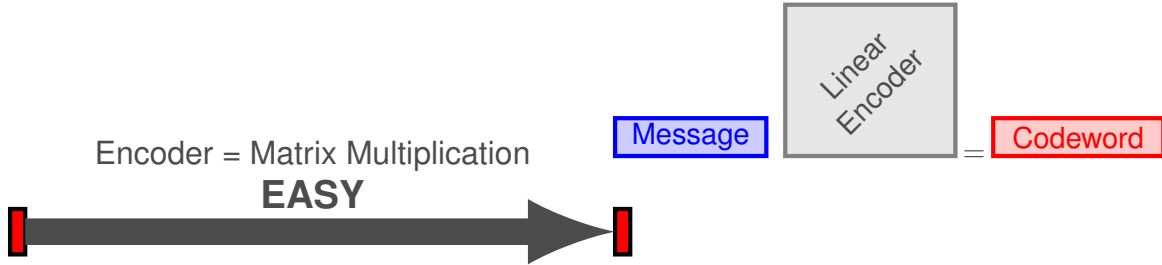 Linear
Encoder
Message
=
Codeword
Encoder = Matrix Multiplication
EASY